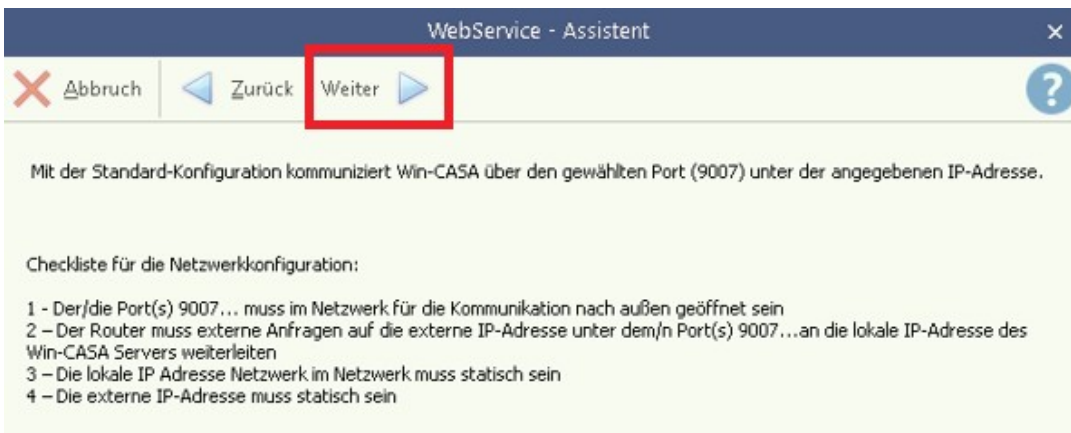 WebService - Assistent
Abbruch Zurück Weiter
Mit der Standard-Konfiguration kommuniziert Win-CASA über den gewählten Port (9007) unter der angegebenen IP-Adresse.
Checkliste für die Netzwerkkonfiguration:
1 - Der/die Port(s) 9007... muss im Netzwerk für die Kommunikation nach außen geöffnet sein
2 – Der Router muss externe Anfragen auf die externe IP-Adresse unter dem/n Port(s) 9007...an die lokale IP-Adresse des
Win-CASA Servers weiterleiten
3 – Die lokale IP Adresse Netzwerk im Netzwerk muss statisch sein
4 – Die externe IP-Adresse muss statisch sein